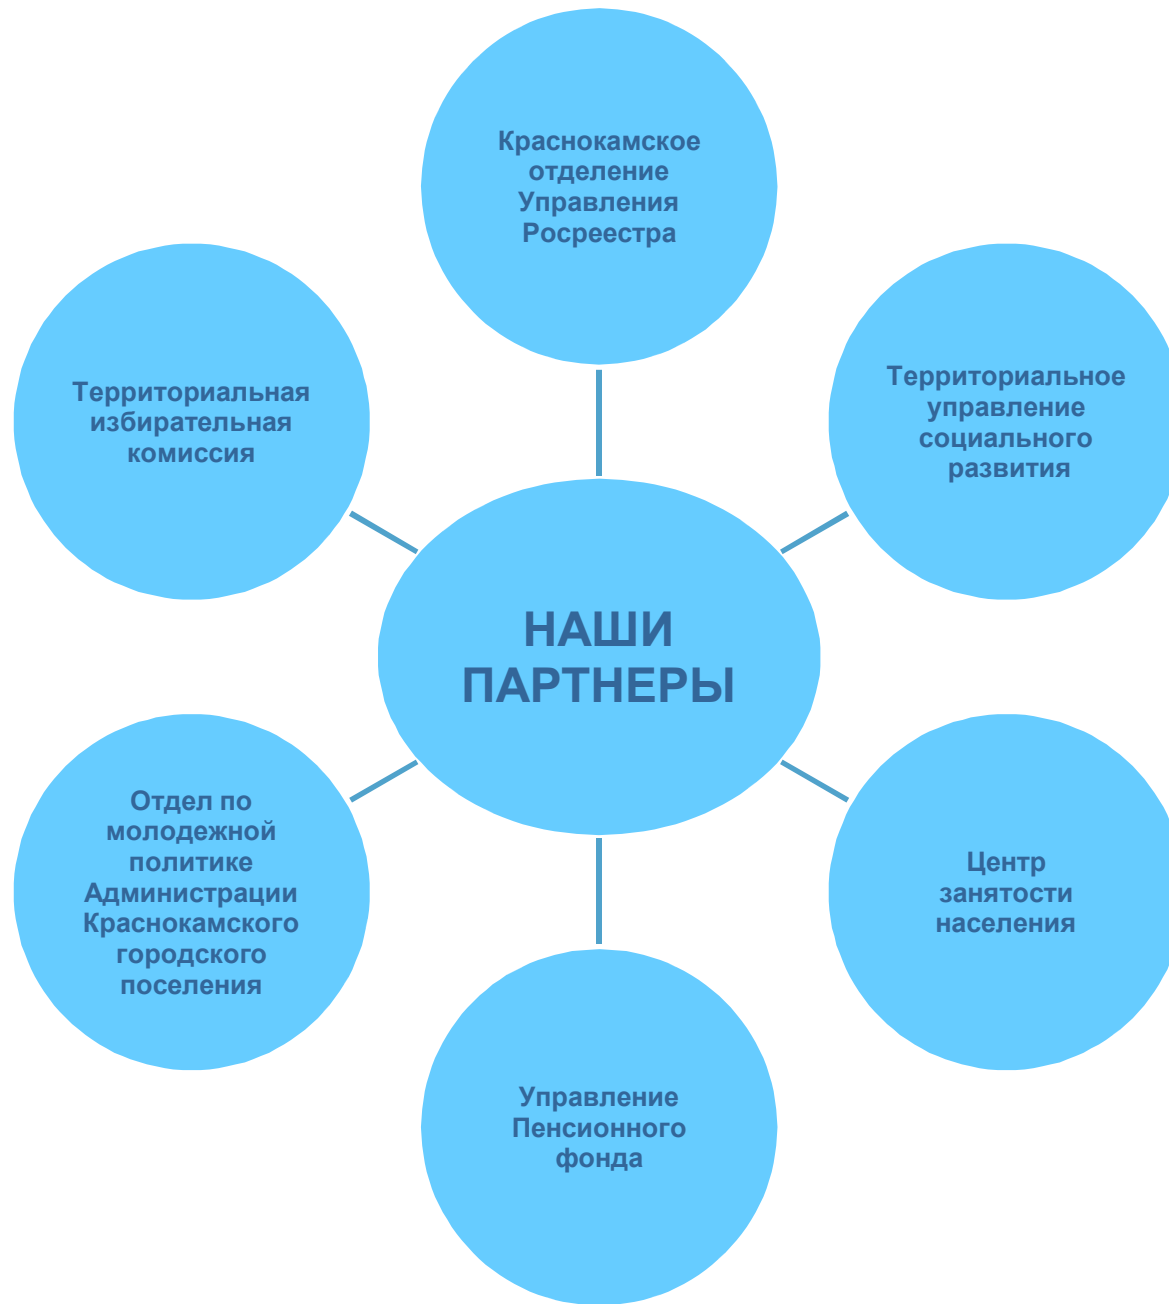 Краснокамское
отделение
Управления
Росреестра
Территориальная
избирательная
комиссия
Территориальное
управление
социального
развития
НАШИ
ПАРТНЕРЫ
Отдел по
молодежной
политике
Администрации
Краснокамского
городского
поселения
Центр
занятости
населения
Управление
Пенсионного
фонда